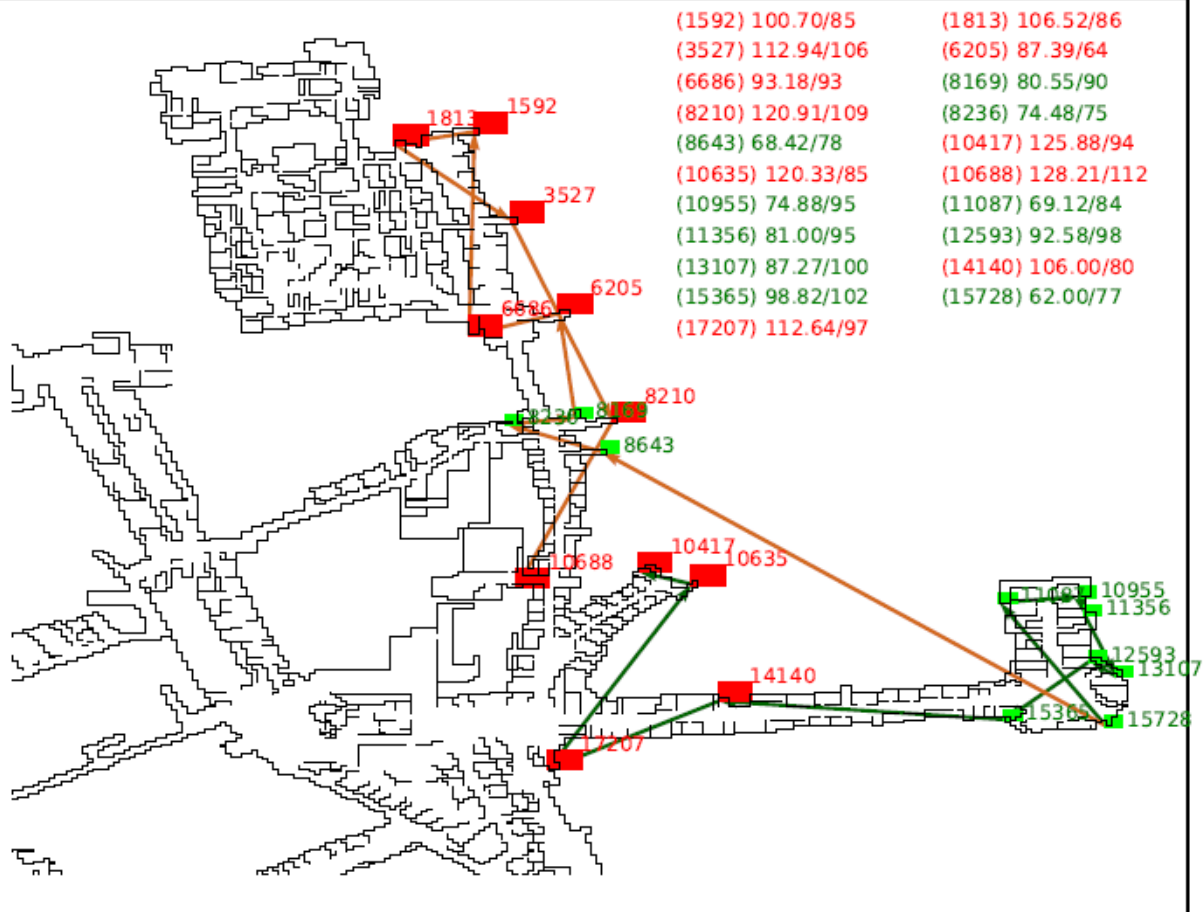 (1592) 100.70/85 (1813) 106.52/86
(3527) 112.94/106 (6205) 87.39/64
(6686) 93.18/93 (8169) 80.55/90
(8210) 120.91/109 (8236) 74.48/75
(8643) 68.42/78 (10417) 125.88/94
(10635) 120.33/85 (10688) 128.21/112
(10955) 74.88/95 (11087) 69.12/84
(11356) 81.00/95 (12593) 92.58/98
(13107) 87.27/100 (14140) 106.00/80
(15365) 98.82/102 (15728) 62.00/77
(17207) 112.64/97
1592
1813
3527
6205
6686
8210
8236
8169
8643
10417
10635
10688
10955
11087
11356
12593
13107
14140
15365
15728
17207